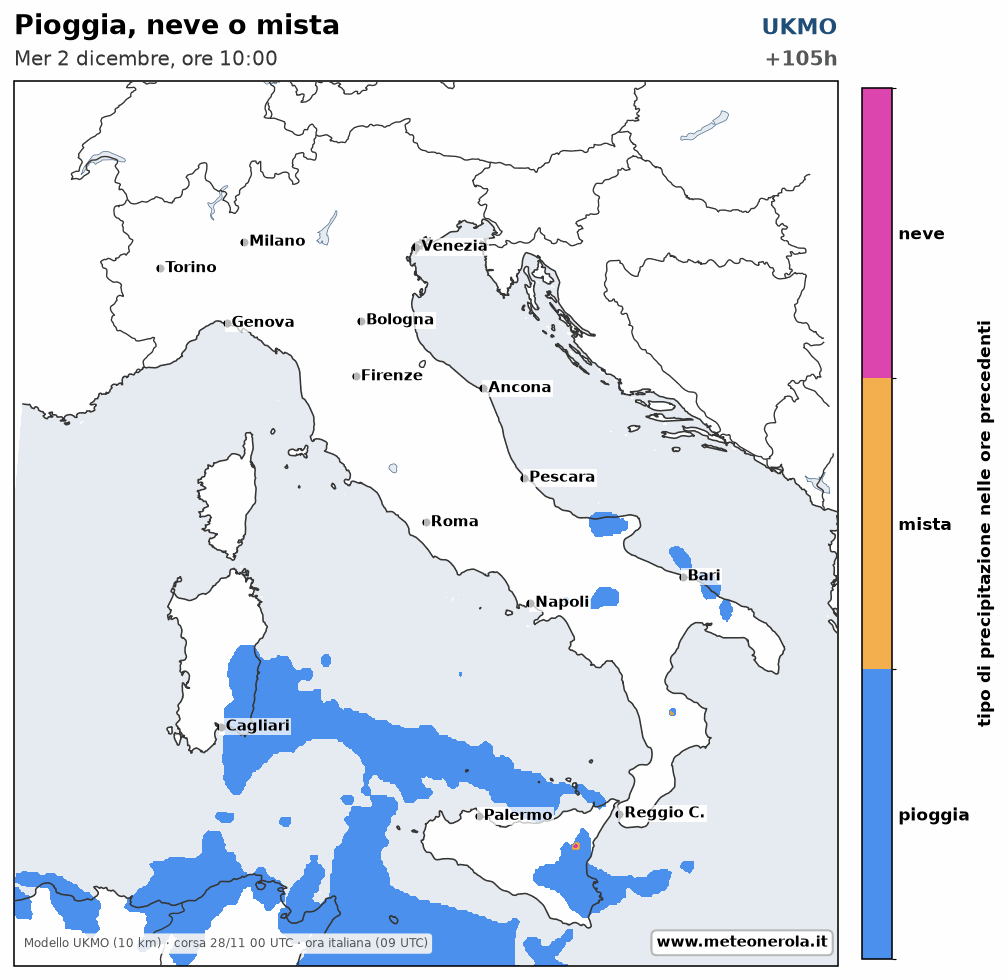 Pioggia, neve o mista
UKMO
Mer 2 dicembre, ore 10:00
+105h
neve
Milano
Venezia
Torino
Genova
Bologna
Firenze
Ancona
Pescara
Roma
mista
Bari
Napoli
tipo di precipitazione nelle ore precedenti
Cagliari
Palermo
Reggio C.
pioggia
Modello UKMO (10 km) · corsa 28/11 00 UTC · ora italiana (09 UTC)
www.meteonerola.it